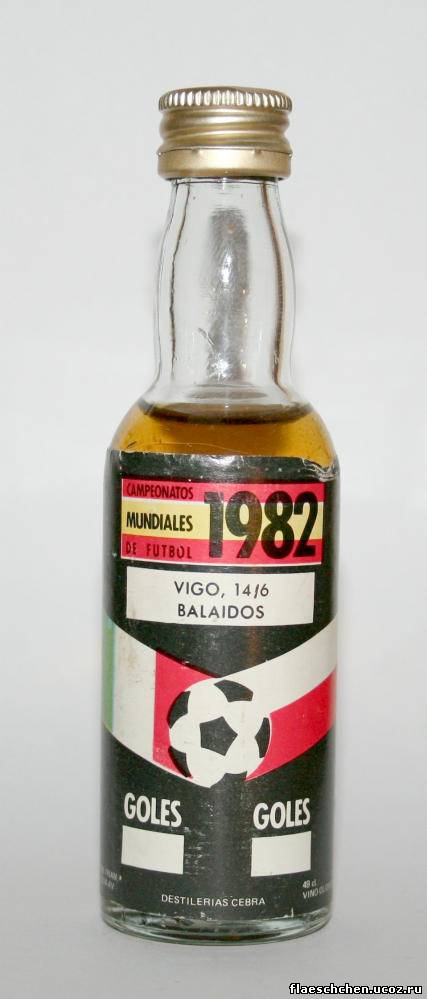 CAMPEONATOS
MUNDIALES
DE FUTBOL
1982
VIGO, 14/6
BALAIDOS
GOLES
GOLES
DESTILERIAS CEBRA
flaeschchen.ucoz.ru